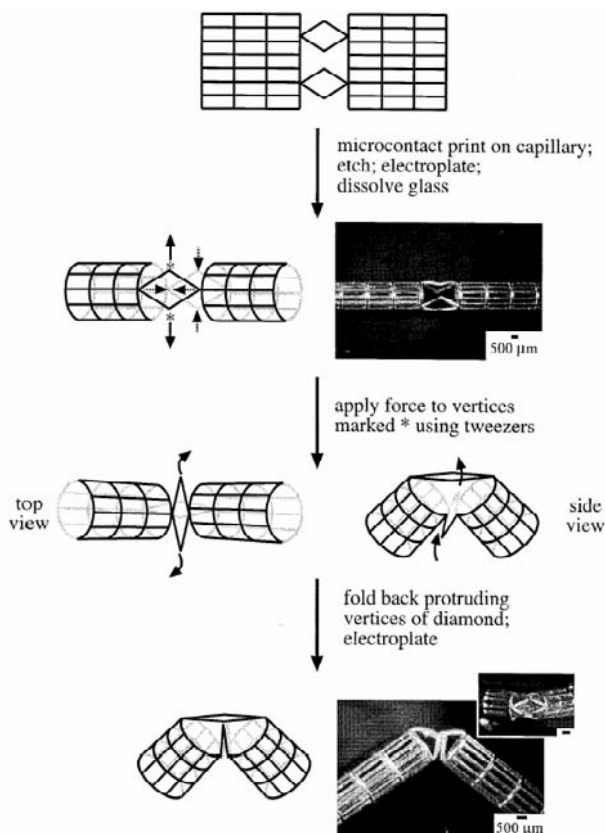 microcontact print on capillary;
etch; electroplate;
dissolve glass
*
*
500 µm
apply force to vertices
marked * using tweezers
top
view
side
view
fold back protruding
vertices of diamond;
electroplate
500 µm